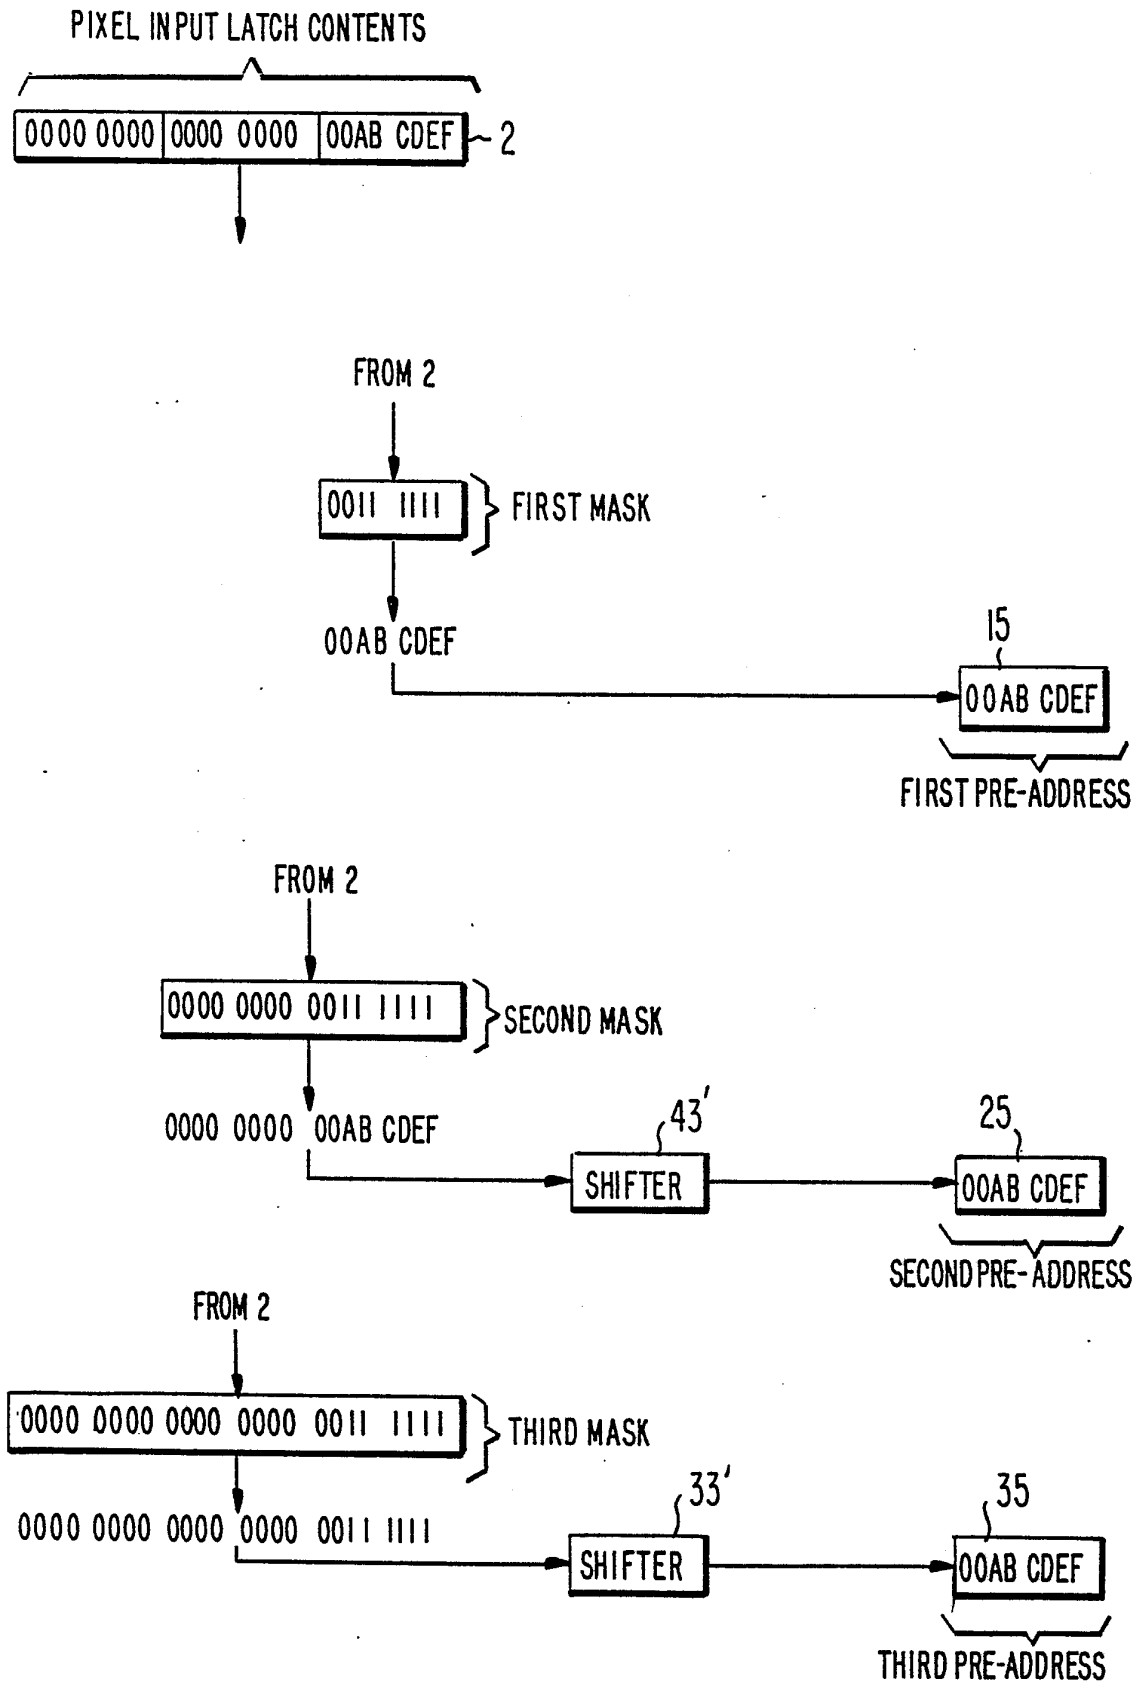 PIXEL INPUT LATCH CONTENTS
0000 0000 0000 0000 00AB CDEF 2
FROM 2
0011 1111 FIRST MASK
00AB CDEF
15
00AB CDEF
FIRST PRE-ADDRESS
FROM 2
0000 0000 0011 1111 SECOND MASK
0000 0000 00AB CDEF
43'
25
SHIFTER
00AB CDEF
SECOND PRE-ADDRESS
FROM 2
0000 0000 0000 0000 0011 1111 THIRD MASK
0000 0000 0000 0000 0011 1111
33'
35
SHIFTER
00AB CDEF
THIRD PRE-ADDRESS